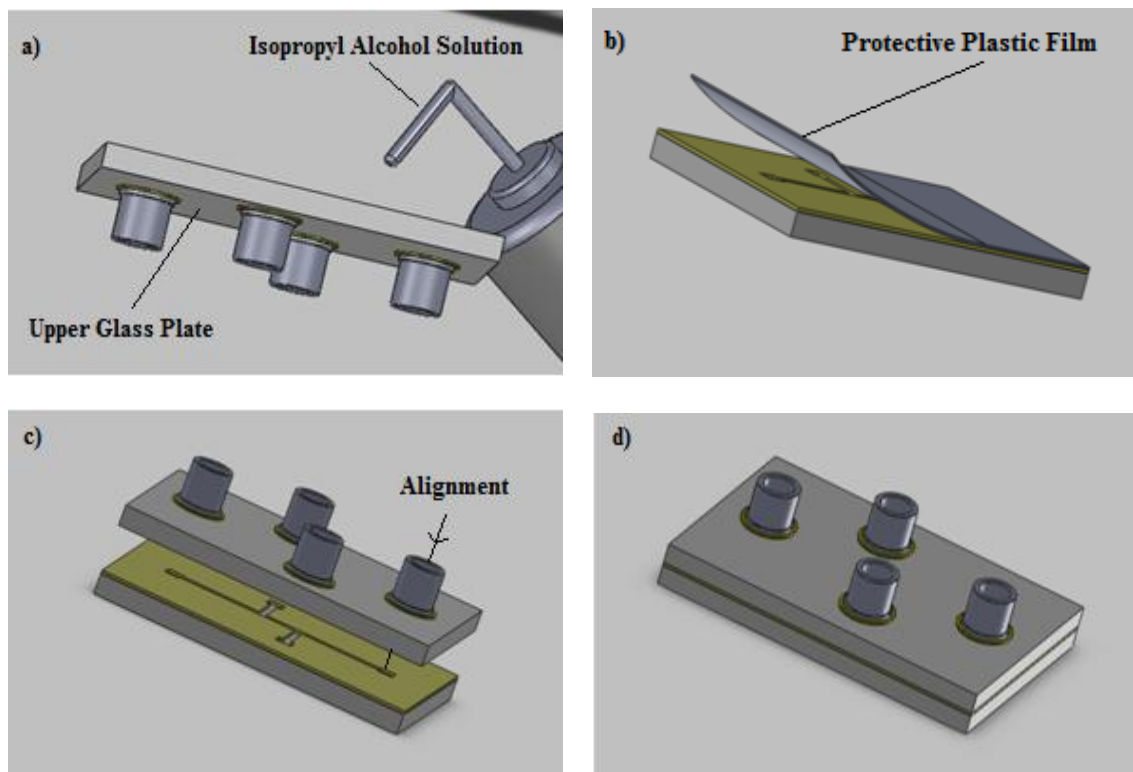 a)
Isopropyl Alcohol Solution
Upper Glass Plate
b)
Protective Plastic Film
c)
Alignment
d)